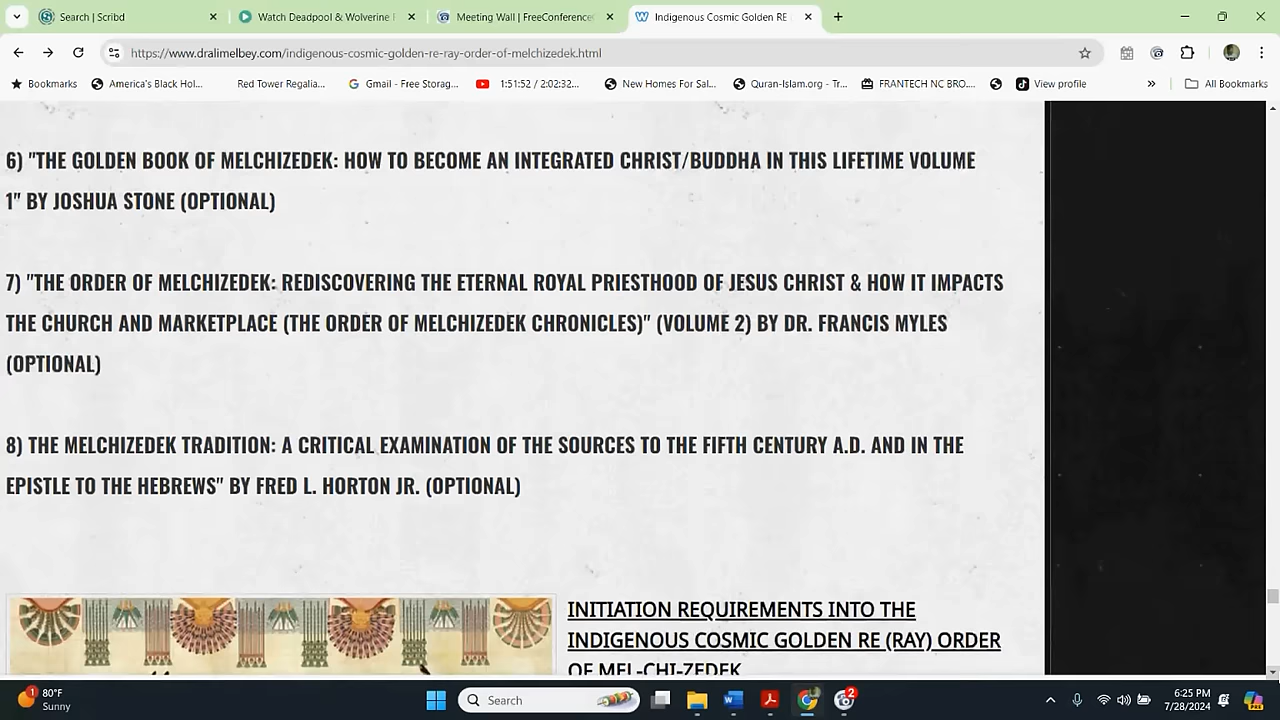 Search | Scribd
Watch Deadpool & Wolverine
Meeting Wall | FreeConference
Indigenous Cosmic Golden RE
https://www.dralimelbey.com/indigenous-cosmic-golden-re-ray-order-of-melchizedek.html
Bookmarks
America's Black Hol...
Red Tower Regalia...
Gmail - Free Storag...
1:51:52 / 2:02:32...
New Homes For Sal...
Quran-Islam.org - Tr...
FRANTECH NC BRO....
View profile
All Bookmarks
6) "THE GOLDEN BOOK OF MELCHIZEDEK: HOW TO BECOME AN INTEGRATED CHRIST/BUDDHA IN THIS LIFETIME VOLUME
1" BY JOSHUA STONE (OPTIONAL)
7) "THE ORDER OF MELCHIZEDEK: REDISCOVERING THE ETERNAL ROYAL PRIESTHOOD OF JESUS CHRIST & HOW IT IMPACTS
THE CHURCH AND MARKETPLACE (THE ORDER OF MELCHIZEDEK CHRONICLES)" (VOLUME 2) BY DR. FRANCIS MYLES
(OPTIONAL)
8) THE MELCHIZEDEK TRADITION: A CRITICAL EXAMINATION OF THE SOURCES TO THE FIFTH CENTURY A.D. AND IN THE
EPISTLE TO THE HEBREWS" BY FRED L. HORTON JR. (OPTIONAL)
INITIATION REQUIREMENTS INTO THE
INDIGENOUS COSMIC GOLDEN RE (RAY) ORDER
OF MEL-CHI-ZEDEK
1
80°F
Sunny
Search
2
6:25 PM
7/28/2024